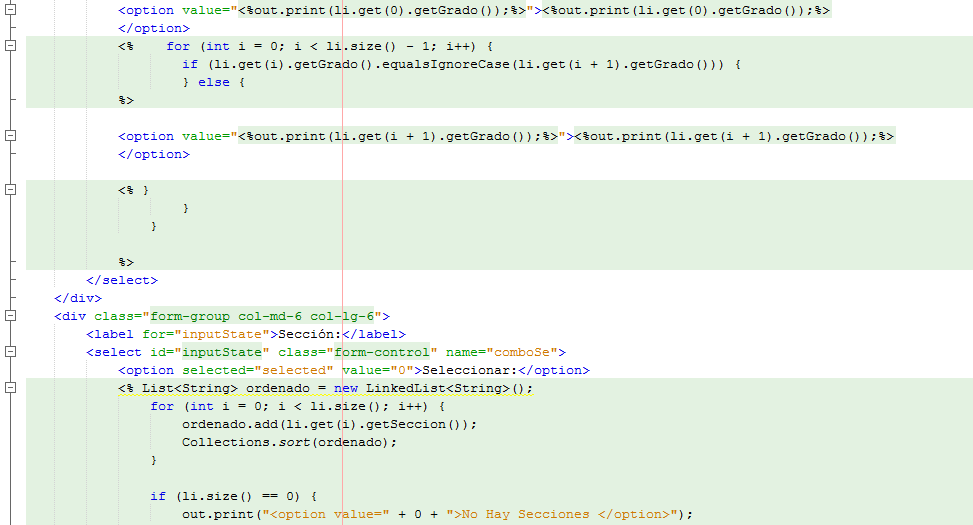 <option value="<%out.print(li.get(0).getGrado());%>"><%out.print(li.get(0).getGrado());%>
</option>
<%    for (int i = 0; i < li.size() - 1; i++) {
        if (li.get(i).getGrado().equalsIgnoreCase(li.get(i + 1).getGrado())) {
        } else {
%>
<option value="<%out.print(li.get(i + 1).getGrado());%>"><%out.print(li.get(i + 1).getGrado());%>
</option>
<% }
        }
    }
%>
</select>
</div>
<div class="form-group col-md-6 col-lg-6">
    <label for="inputState">Sección:</label>
    <select id="inputState" class="form-control" name="comboSe">
        <option selected="selected" value="0">Seleccionar:</option>
        <% List<String> ordenado = new LinkedList<String>();
            for (int i = 0; i < li.size(); i++) {
                ordenado.add(li.get(i).getSeccion());
                Collections.sort(ordenado);
            }
            if (li.size() == 0) {
                out.print("<option value=" + 0 + ">No Hay Secciones </option>");